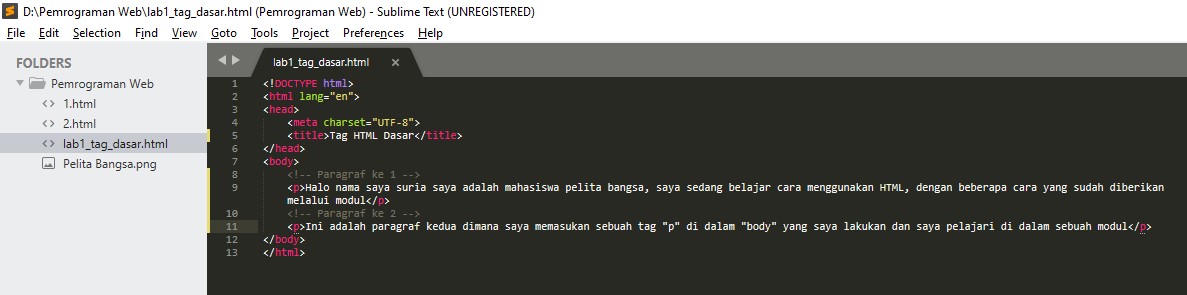 D:\Pemrograman Web\lab1_tag_dasar.html (Pemrograman Web) - Sublime Text (UNREGISTERED)
File Edit Selection Find View Goto Tools Project Preferences Help
FOLDERS
Pemrograman Web
<> 1.html
<> 2.html
<> lab1_tag_dasar.html
Pelita Bangsa.png
lab1_tag_dasar.html ×
1 <!DOCTYPE html>
2 <html lang="en">
3 <head>
4 <meta charset="UTF-8">
5 <title>Tag HTML Dasar</title>
6 </head>
7 <body>
8 <!-- Paragraf ke 1 -->
9 <p>Halo nama saya suria saya adalah mahasiswa pelita bangsa, saya sedang belajar cara menggunakan HTML, dengan beberapa cara yang sudah diberikan
melalui modul</p>
10 <!-- Paragraf ke 2 -->
11 <p>Ini adalah paragraf kedua dimana saya memasukan sebuah tag "p" di dalam "body" yang saya lakukan dan saya pelajari di dalam sebuah modul</p>
12 </body>
13 </html>